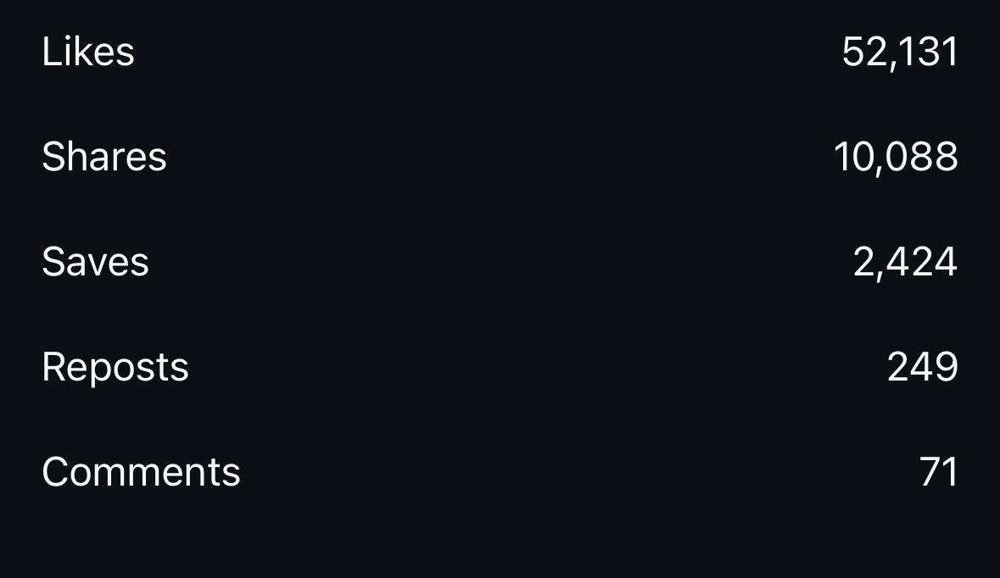 Likes 52,131
Shares 10,088
Saves 2,424
Reposts 249
Comments 71